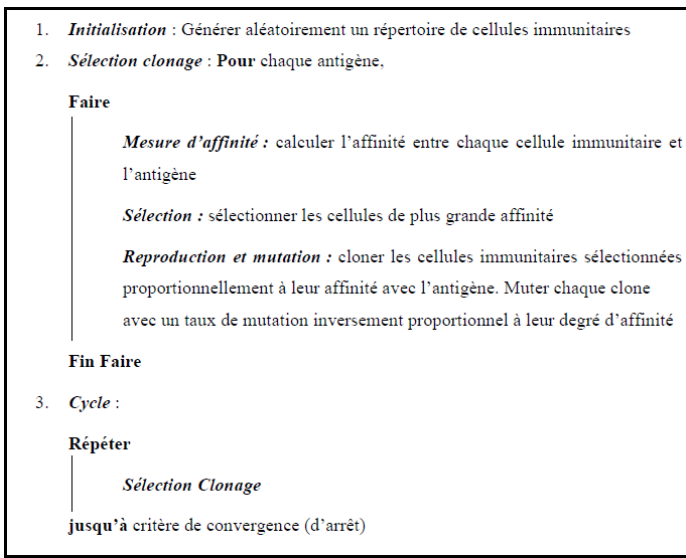 1. Initialisation : Générer aléatoirement un répertoire de cellules immunitaires
2. Sélection clonage : Pour chaque antigène,
Faire
Mesure d'affinité : calculer l'affinité entre chaque cellule immunitaire et
l'antigène
Sélection : sélectionner les cellules de plus grande affinité
Reproduction et mutation : cloner les cellules immunitaires sélectionnées
proportionnellement à leur affinité avec l'antigène. Muter chaque clone
avec un taux de mutation inversement proportionnel à leur degré d'affinité
Fin Faire
3. Cycle :
Répéter
Sélection Clonage
jusqu'à critère de convergence (d'arrêt)